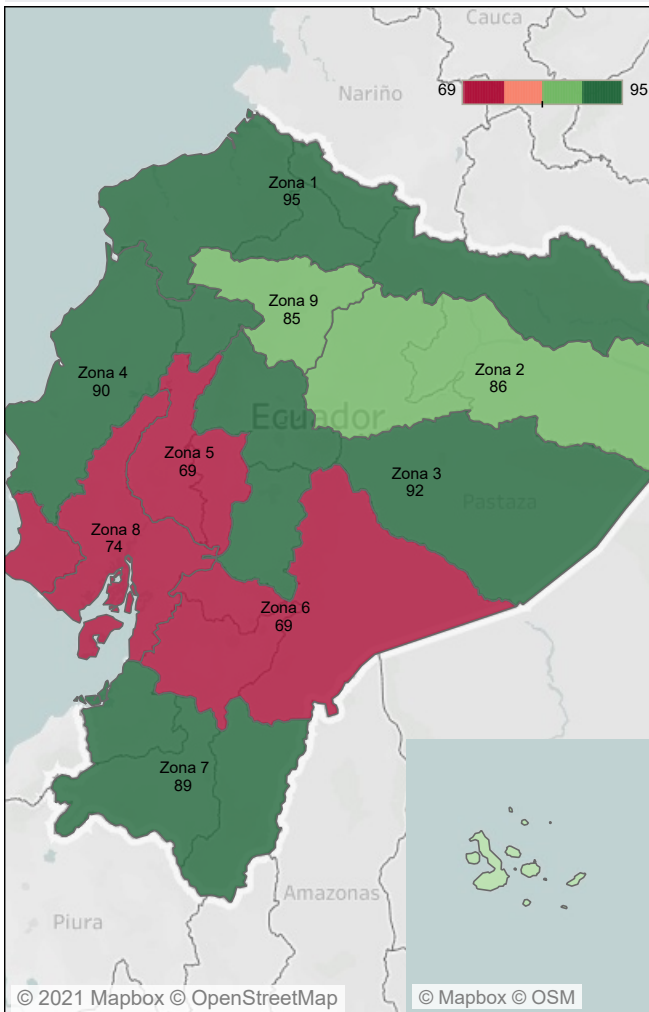 Cauca
69
95
Nariño
Zona 1
95
Zona 9
85
Zona 2
86
Zona 4
90
Ecuador
Zona 5
69
Zona 3
92
Pastaza
Zona 8
74
Zona 6
69
Zona 7
89
Amazonas
Piura
© 2021 Mapbox © OpenStreetMap
© Mapbox © OSM